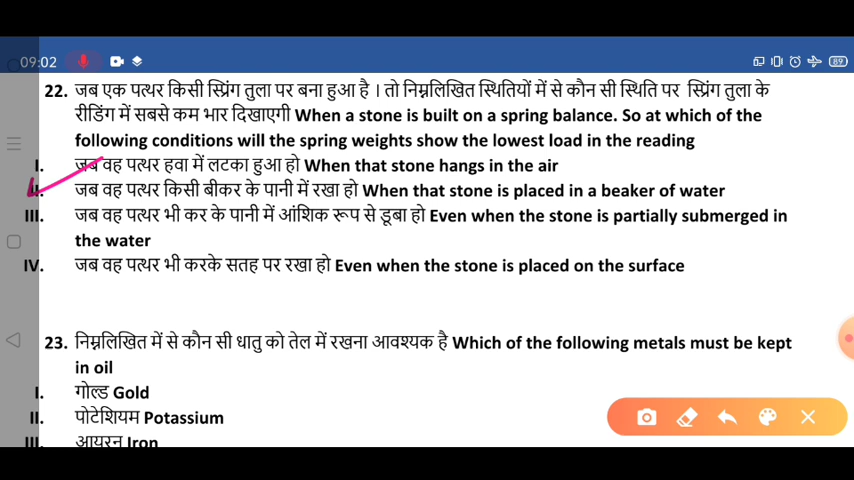 09:02
89
22. जब एक पत्थर किसी स्प्रिंग तुला पर बना हुआ है । तो निम्नलिखित स्थितियों में से कौन सी स्थिति पर स्प्रिंग तुला के
रीडिंग में सबसे कम भार दिखाएगी When a stone is built on a spring balance. So at which of the
following conditions will the spring weights show the lowest load in the reading
I. जब वह पत्थर हवा में लटका हुआ हो When that stone hangs in the air
II. जब वह पत्थर किसी बीकर के पानी में रखा हो When that stone is placed in a beaker of water
III. जब वह पत्थर भी कर के पानी में आंशिक रूप से डूबा हो Even when the stone is partially submerged in
the water
IV. जब वह पत्थर भी करके सतह पर रखा हो Even when the stone is placed on the surface
23. निम्नलिखित में से कौन सी धातु को तेल में रखना आवश्यक है Which of the following metals must be kept
in oil
I. गोल्ड Gold
II. पोटेशियम Potassium
III. आयरन Iron